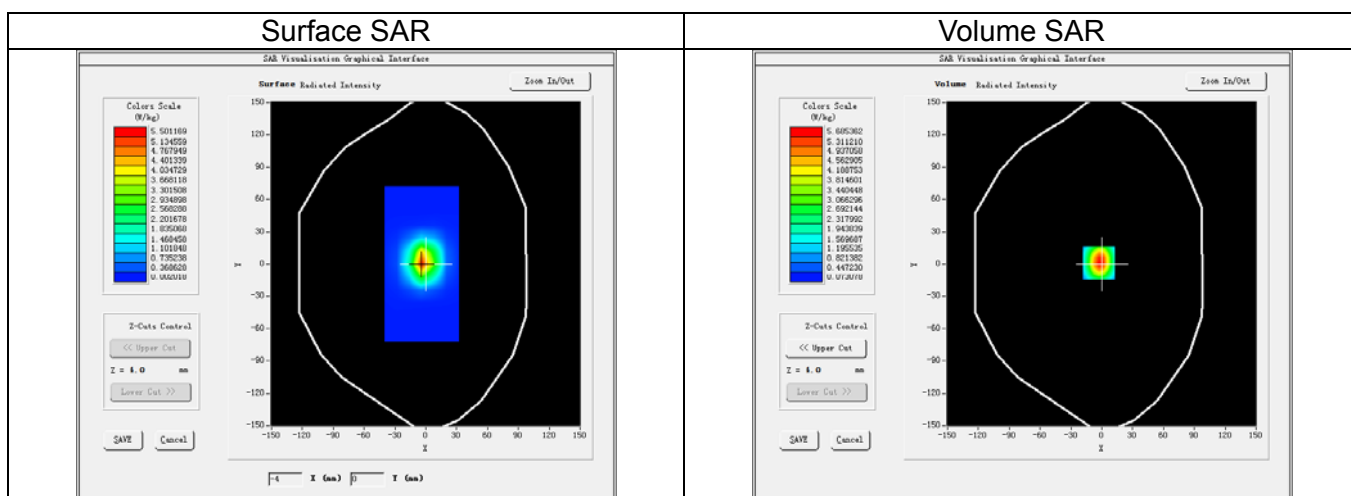 Surface SAR
Volume SAR
SAR Visualisation Graphical Interface
Surface Radiated Intensity
Zoom In/Out
Colors Scale
(W/kg)
5.501169
5.134559
4.767949
4.401339
4.034729
3.668118
3.301508
2.934898
2.568288
2.201678
1.835068
1.468458
1.101848
0.735238
0.368628
0.002018
Z-Cuts Control
<< Upper Cut
Z = 4.0 mm
Lower Cut >>
SAVE Cancel
150
120
90
60
30
0
-30
-60
-90
-120
-150
Y
-150 -120 -90 -60 -30 0 30 60 90 120 150
X
-4 X (mm) 0 Y (mm)
SAR Visualisation Graphical Interface
Volume Radiated Intensity
Zoom In/Out
Colors Scale
(W/kg)
5.685362
5.311210
4.937058
4.562905
4.188753
3.814601
3.440448
3.066296
2.692144
2.317992
1.943839
1.569687
1.195535
0.821382
0.447230
0.073078
Z-Cuts Control
<< Upper Cut
Z = 4.0 mm
Lower Cut >>
SAVE Cancel
150
120
90
60
30
0
-30
-60
-90
-120
-150
Y
-150 -120 -90 -60 -30 0 30 60 90 120 150
X